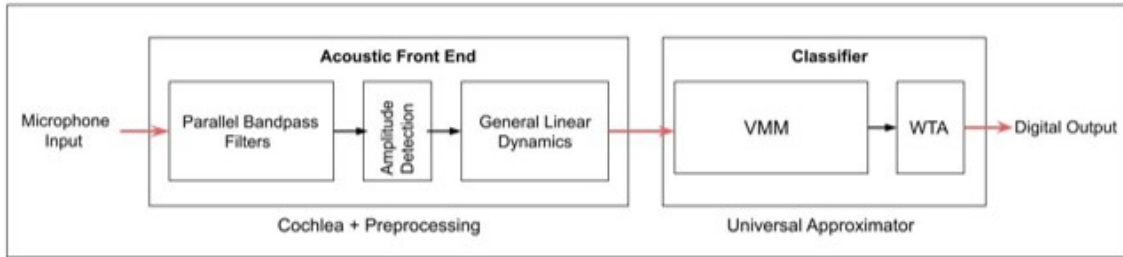 Acoustic Front End
Classifier
Microphone
Input
Parallel Bandpass
Filters
Amplitude
Detection
General Linear
Dynamics
VMM
WTA
Digital Output
Cochlea + Preprocessing
Universal Approximator